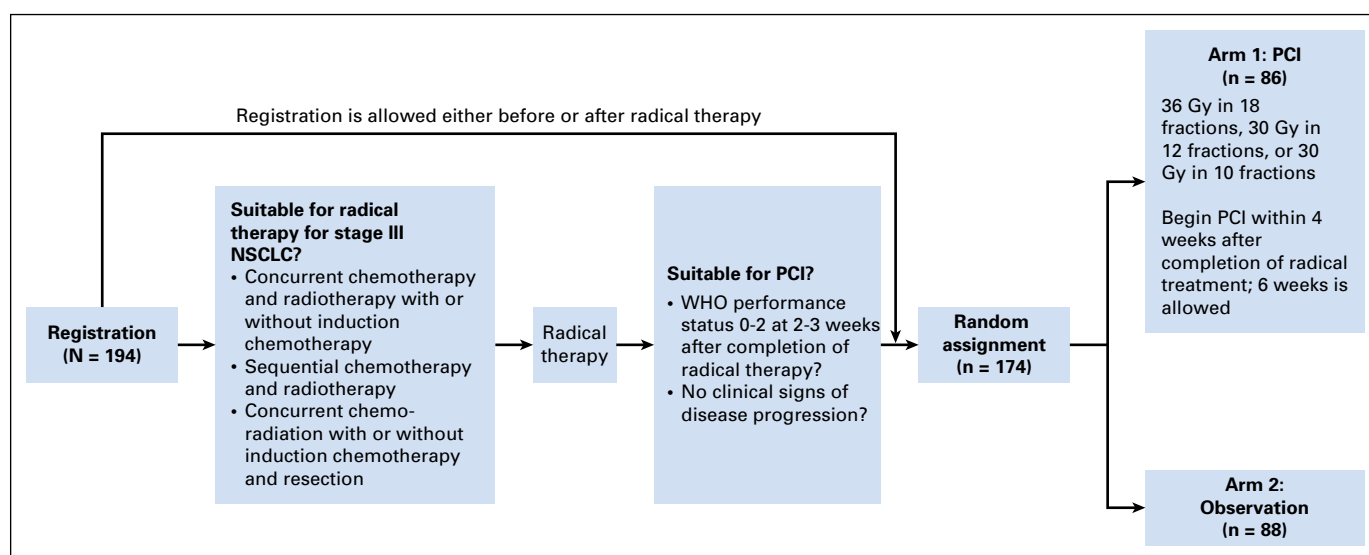 Registration is allowed either before or after radical therapy
Registration
(N = 194)
Suitable for radical
therapy for stage III
NSCLC?
• Concurrent chemotherapy
and radiotherapy with or
without induction
chemotherapy
• Sequential chemotherapy
and radiotherapy
• Concurrent chemo-
radiation with or without
induction chemotherapy
and resection
Radical
therapy
Suitable for PCI?
• WHO performance
status 0-2 at 2-3 weeks
after completion of
radical therapy?
• No clinical signs of
disease progression?
Random
assignment
(n = 174)
Arm 1: PCI
(n = 86)
36 Gy in 18
fractions, 30 Gy in
12 fractions, or 30
Gy in 10 fractions
Begin PCI within 4
weeks after
completion of radical
treatment; 6 weeks is
allowed
Arm 2:
Observation
(n = 88)